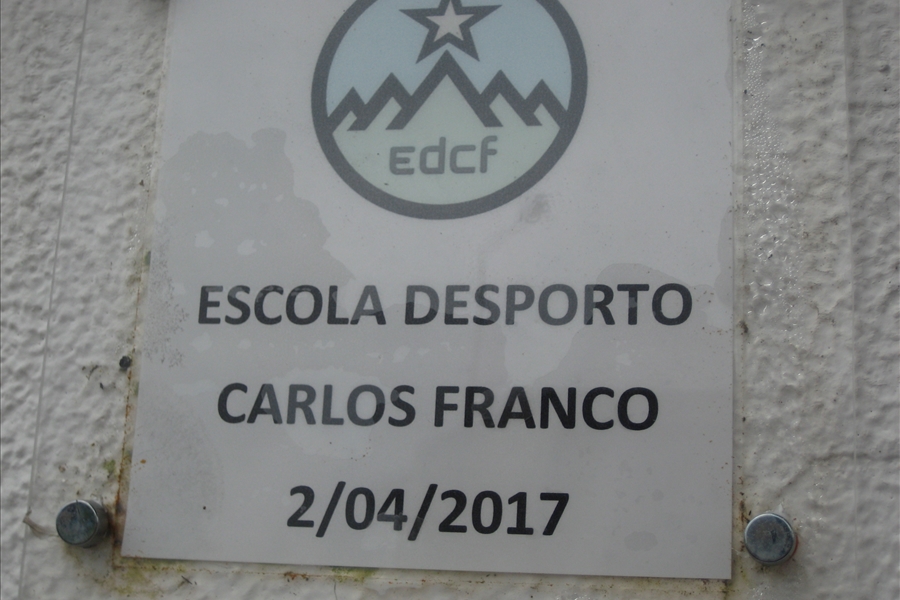 edcf
ESCOLA DESPORTO
CARLOS FRANCO
2/04/2017